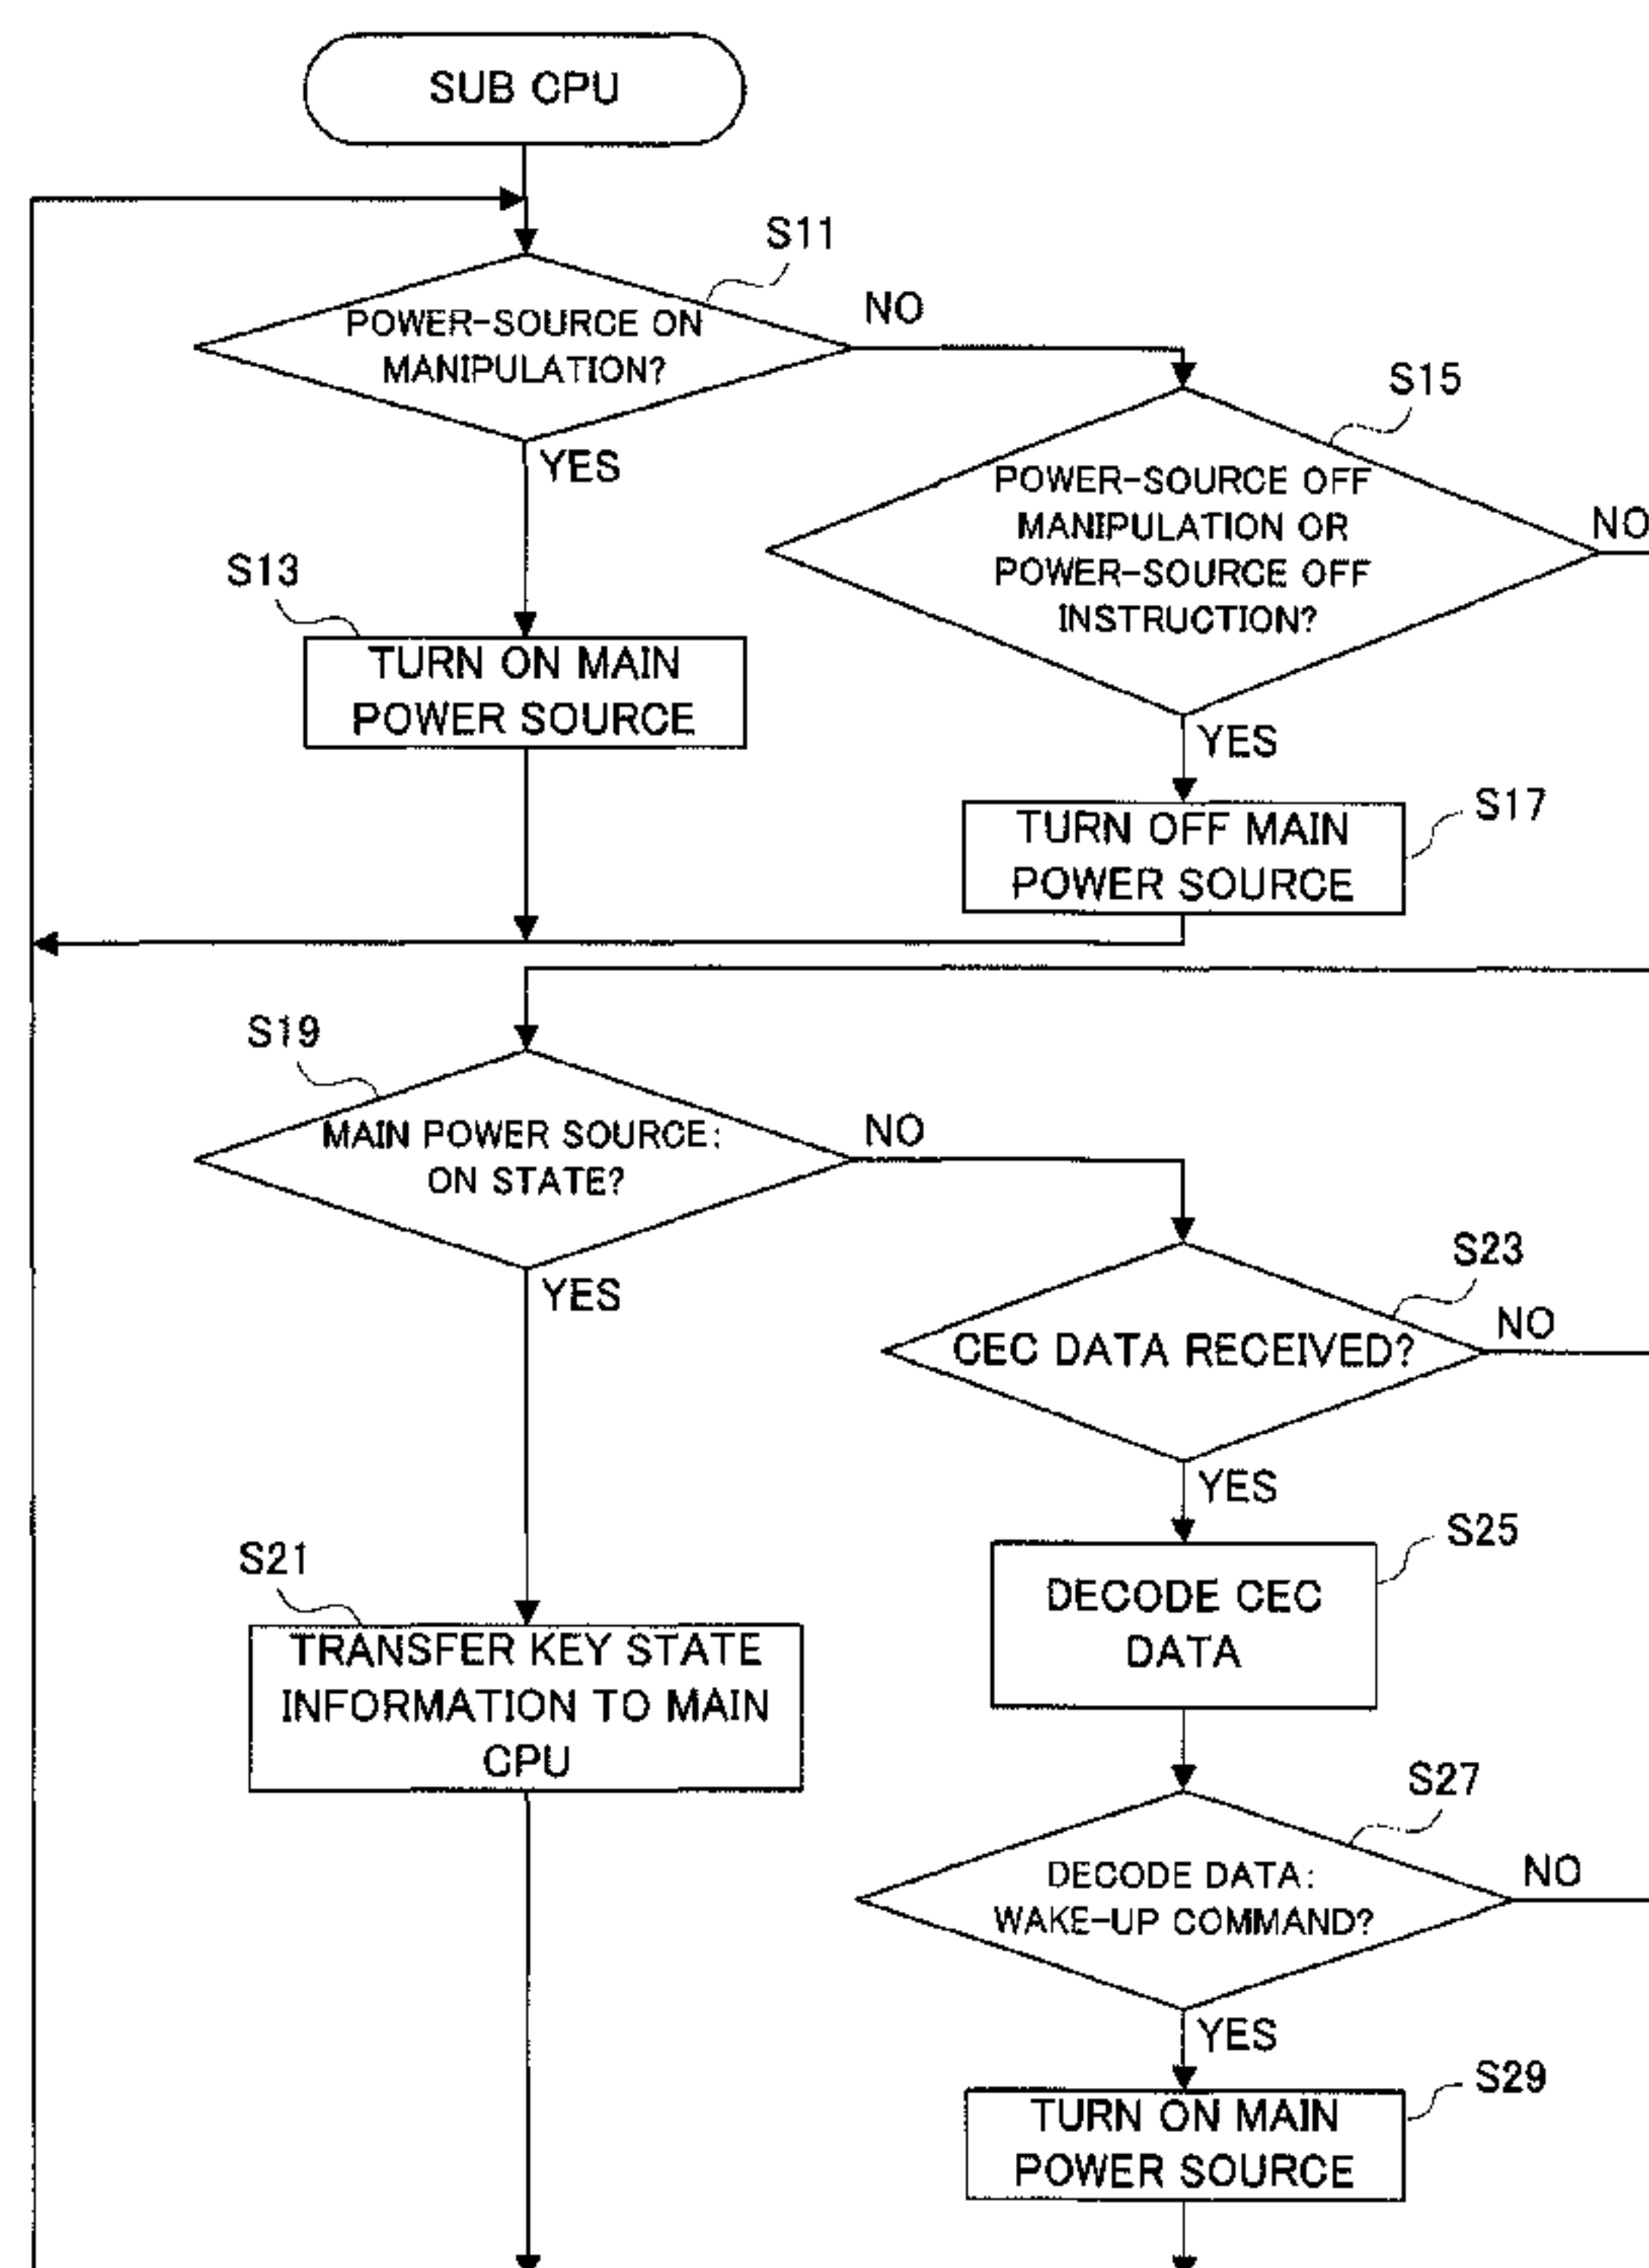 SUB CPU
S11
POWER-SOURCE ON
MANIPULATION?
NO
YES
S15
POWER-SOURCE OFF
MANIPULATION OR
POWER-SOURCE OFF
INSTRUCTION?
NO
YES
S13
TURN ON MAIN
POWER SOURCE
S17
TURN OFF MAIN
POWER SOURCE
S19
MAIN POWER SOURCE:
ON STATE?
NO
YES
S23
CEC DATA RECEIVED?
NO
YES
S21
TRANSFER KEY STATE
INFORMATION TO MAIN
CPU
S25
DECODE CEC
DATA
S27
DECODE DATA:
WAKE-UP COMMAND?
NO
YES
S29
TURN ON MAIN
POWER SOURCE